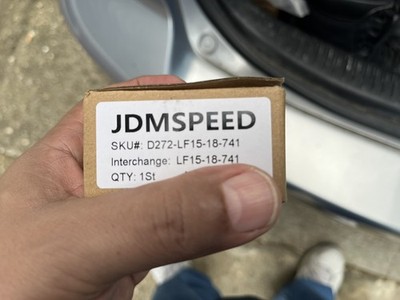 JDMSPEED
SKU#: D272-LF15-18-741
Interchange: LF15-18-741
QTY: 1St